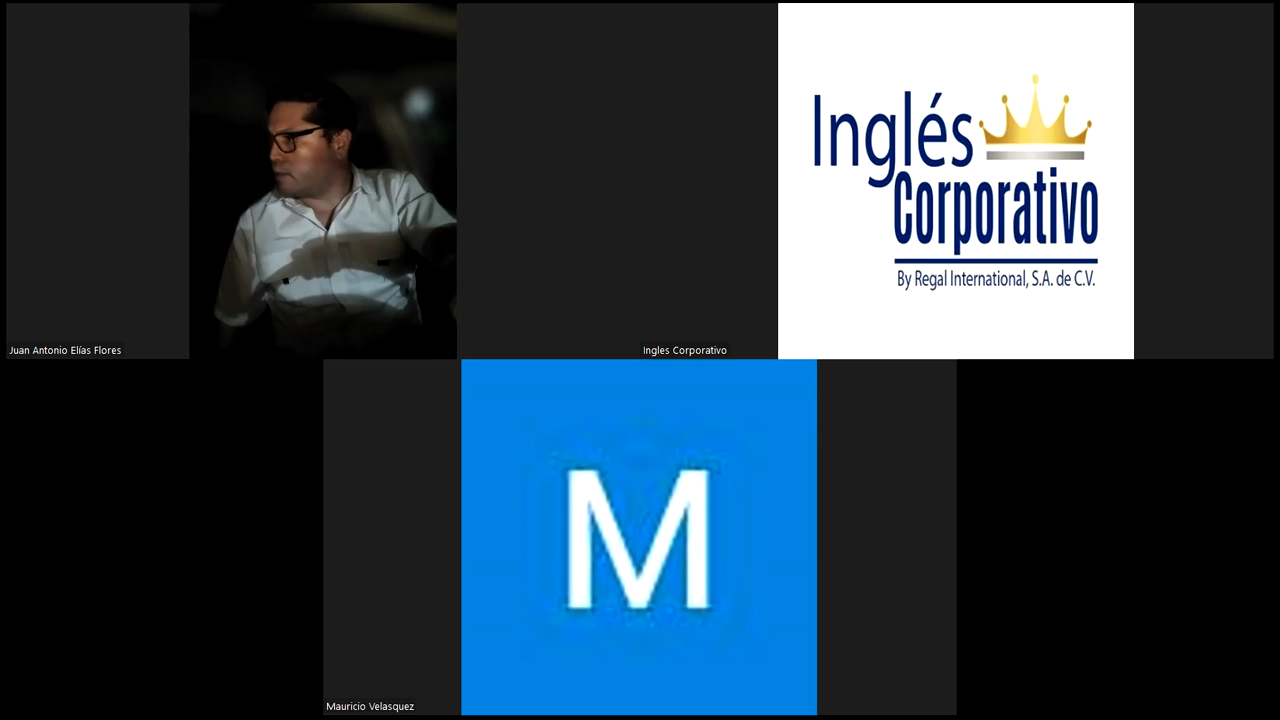 Inglés
Corporativo
By Regal International, S.A. de C.V.
Juan Antonio Elías Flores
Ingles Corporativo
M
Mauricio Velasquez